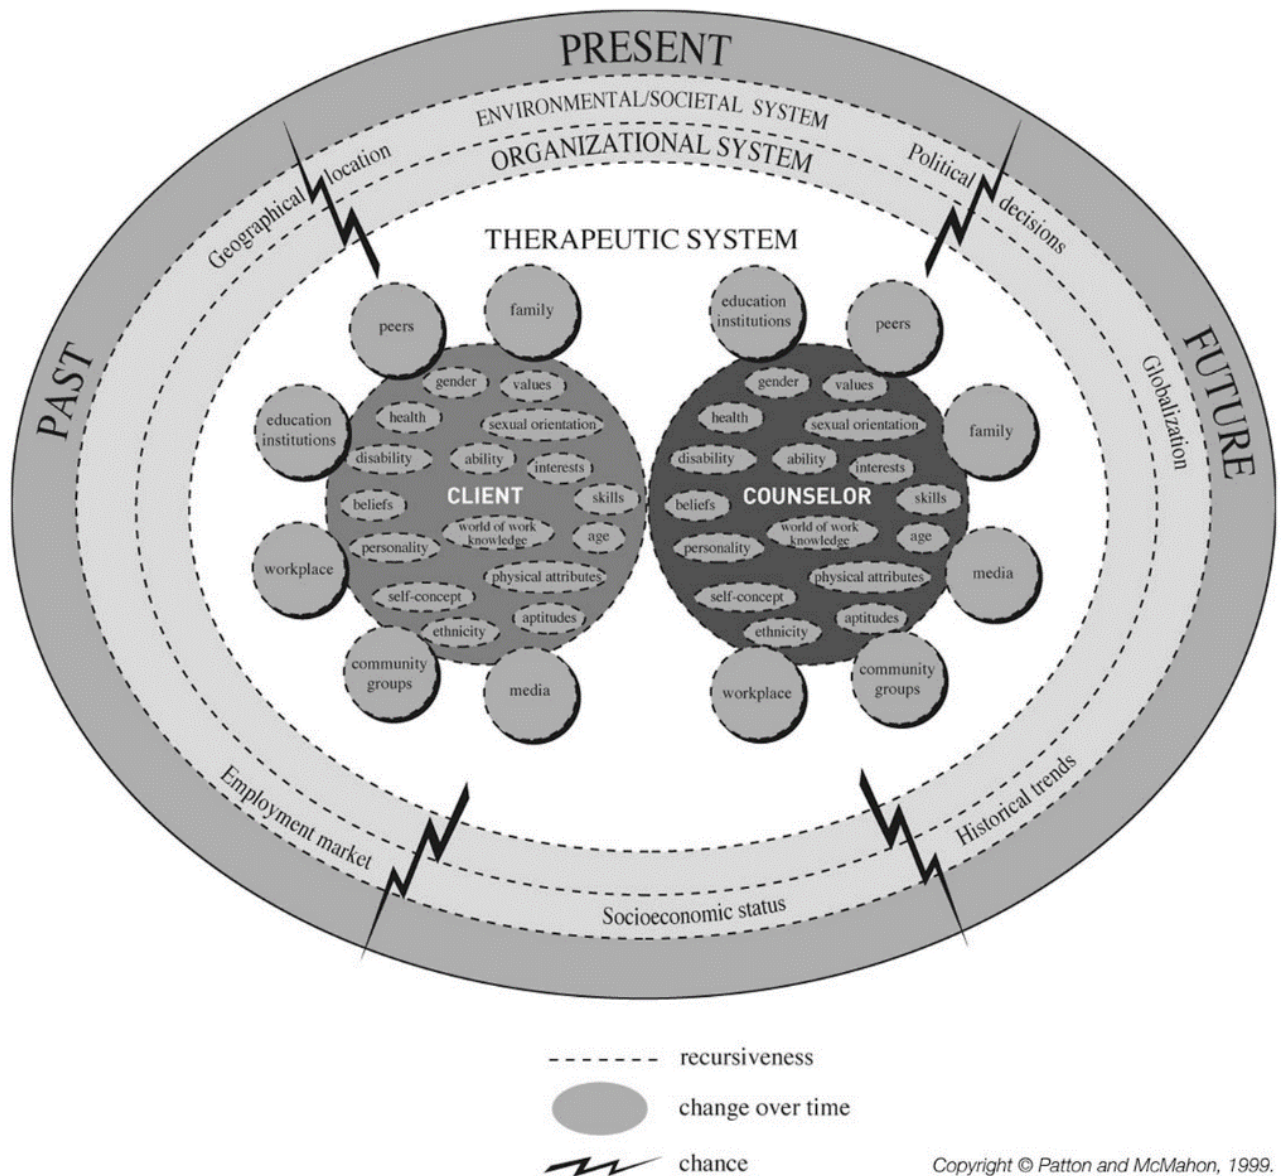 PRESENT
ENVIRONMENTAL/SOCIETAL SYSTEM
ORGANIZATIONAL SYSTEM
Geographical location
Political decisions
THERAPEUTIC SYSTEM
PAST
FUTURE
Globalization
peers
family
education
institutions
workplace
community
groups
media
gender
values
health
sexual orientation
disability
ability
interests
CLIENT
skills
beliefs
world of work
knowledge
age
personality
physical attributes
self-concept
aptitudes
ethnicity
education
institutions
peers
family
media
community
groups
workplace
gender
values
health
sexual orientation
disability
ability
interests
COUNSELOR
skills
beliefs
world of work
knowledge
age
personality
physical attributes
self-concept
aptitudes
ethnicity
Employment market
Socioeconomic status
Historical trends
recursiveness
change over time
chance
Copyright © Patton and McMahon, 1999